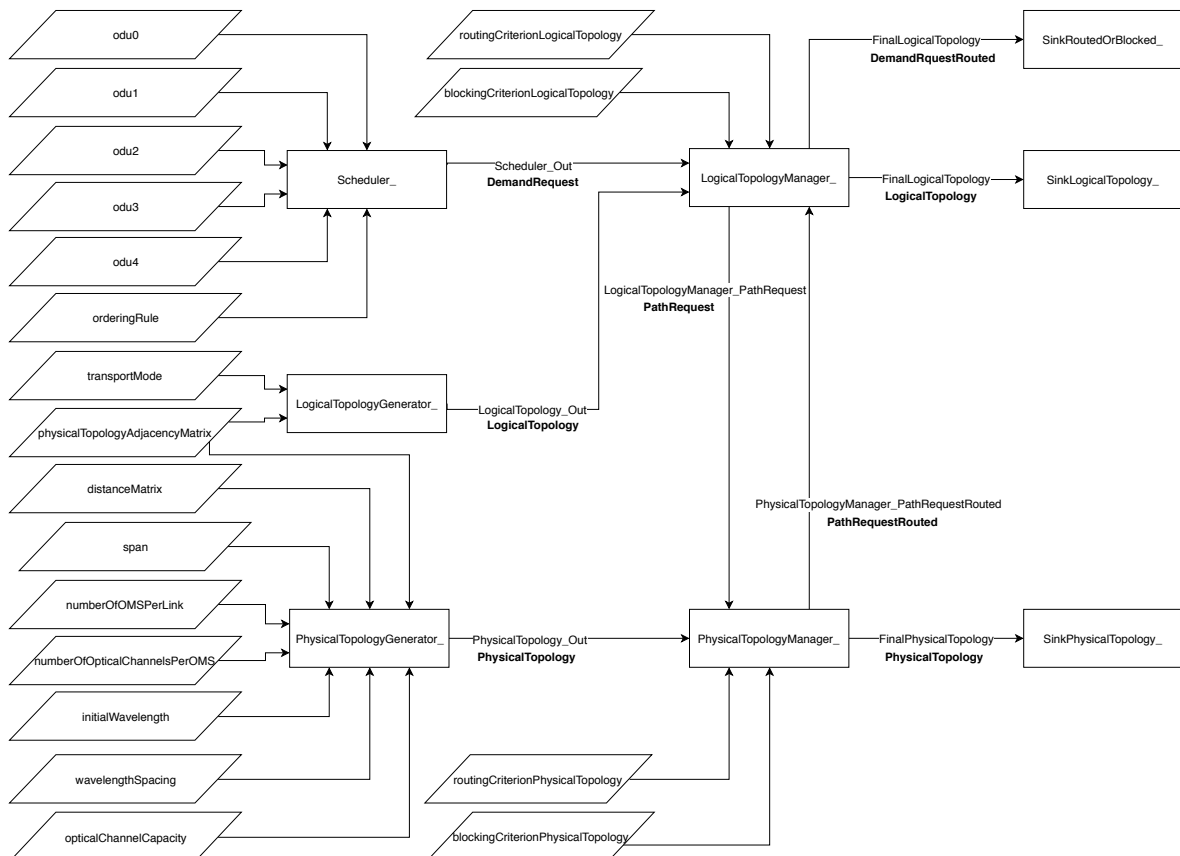 odu0
routingCriterionLogicalTopology
FinalLogicalTopology
DemandRquestRouted
SinkRoutedOrBlocked_
odu1
blockingCriterionLogicalTopology
odu2
Scheduler_
Scheduler_Out
DemandRequest
LogicalTopologyManager_
FinalLogicalTopology
LogicalTopology
SinkLogicalTopology_
odu3
odu4
LogicalTopologyManager_PathRequest
PathRequest
orderingRule
transportMode
LogicalTopologyGenerator_
LogicalTopology_Out
LogicalTopology
physicalTopologyAdjacencyMatrix
distanceMatrix
PhysicalTopologyManager_PathRequestRouted
PathRequestRouted
span
numberOfOMSPerLink
PhysicalTopologyGenerator_
PhysicalTopology_Out
PhysicalTopology
PhysicalTopologyManager_
FinalPhysicalTopology
PhysicalTopology
SinkPhysicalTopology_
numberOfOpticalChannelsPerOMS
initialWavelength
wavelengthSpacing
routingCriterionPhysicalTopology
opticalChannelCapacity
blockingCriterionPhysicalTopology